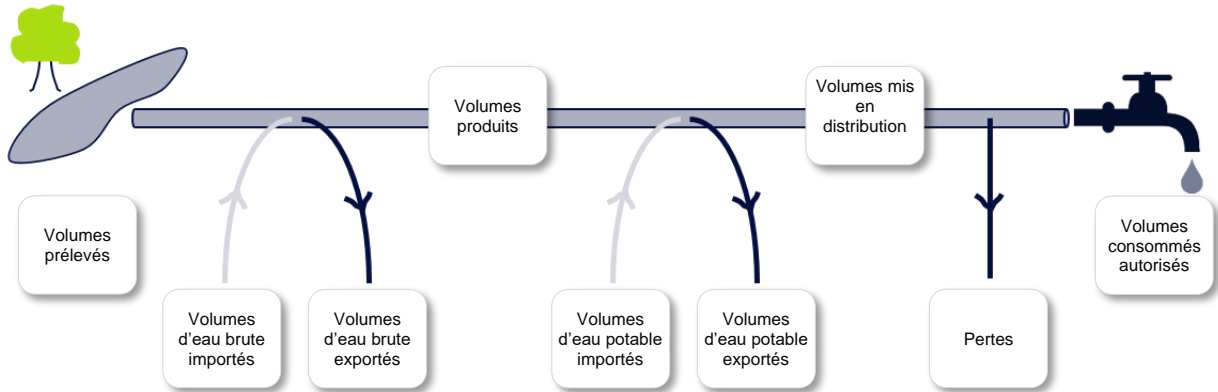 Volumes
prélevés
Volumes
d’eau brute
importés
Volumes
d’eau brute
exportés
Volumes
produits
Volumes
d’eau potable
importés
Volumes
d’eau potable
exportés
Volumes mis
en
distribution
Pertes
Volumes
consommés
autorisés